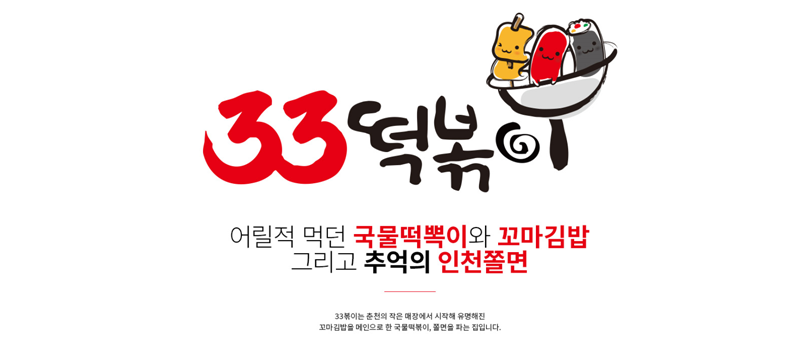 33떡볶이
어릴적 먹던 국물떡뽁이와 꼬마김밥
그리고 추억의 인천쫄면
33볶이는 춘천의 작은 매장에서 시작해 유명해진
꼬마김밥을 메인으로 한 국물떡볶이, 쫄면을 파는 집입니다.